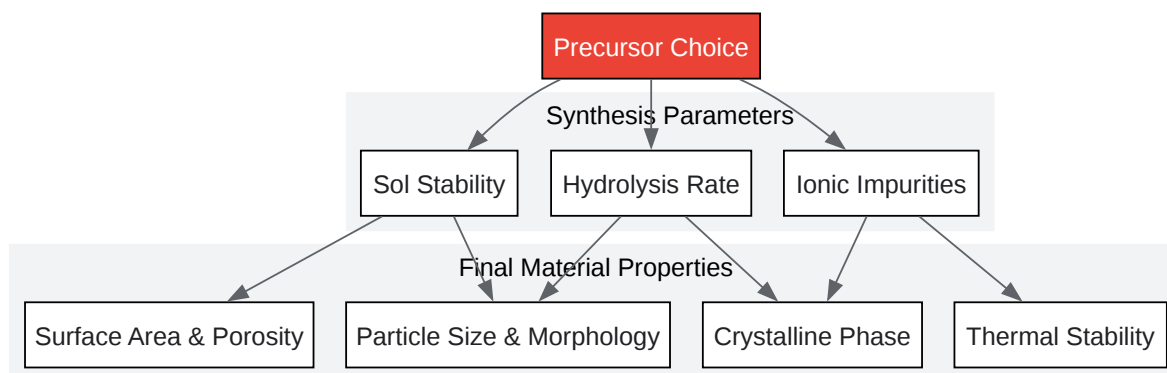 Precursor Choice
Synthesis Parameters
Sol Stability
Hydrolysis Rate
Ionic Impurities
Final Material Properties
Surface Area & Porosity
Particle Size & Morphology
Crystalline Phase
Thermal Stability